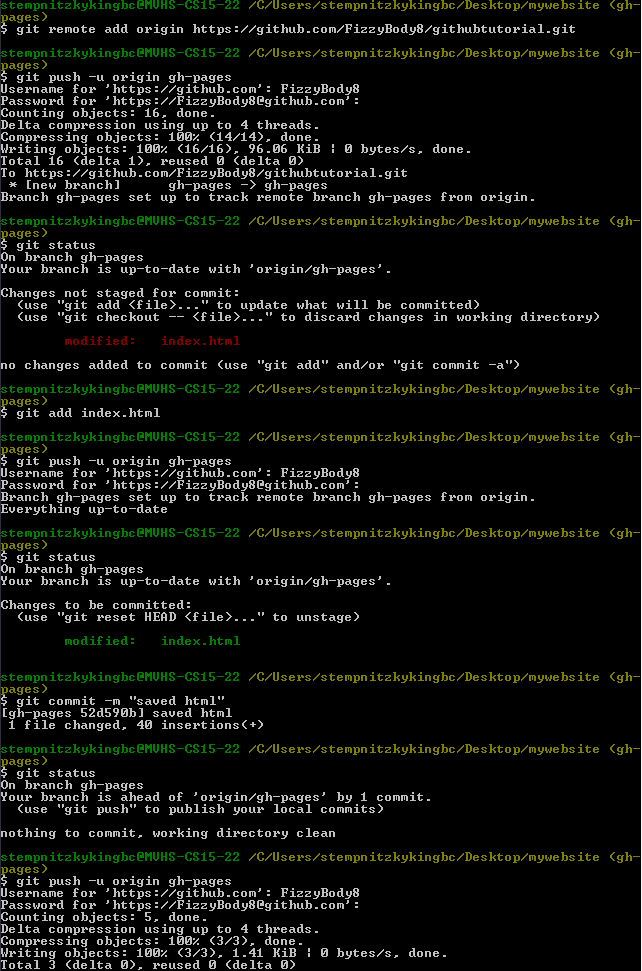 stempnitzkykingbc@MVHS-CS15-22 /C/Users/stempnitzkykingbc/Desktop/mywebsite (gh-
pages)
$ git remote add origin https://github.com/FizzyBody8/githubtutorial.git
stempnitzkykingbc@MVHS-CS15-22 /C/Users/stempnitzkykingbc/Desktop/mywebsite (gh-
pages)
$ git push -u origin gh-pages
Username for 'https://github.com': FizzyBody8
Password for 'https://FizzyBody8@github.com':
Counting objects: 16, done.
Delta compression using up to 4 threads.
Compressing objects: 100% (14/14), done.
Writing objects: 100% (16/16), 96.06 KiB | 0 bytes/s, done.
Total 16 (delta 1), reused 0 (delta 0)
To https://github.com/FizzyBody8/githubtutorial.git
 * [new branch]      gh-pages -> gh-pages
Branch gh-pages set up to track remote branch gh-pages from origin.
stempnitzkykingbc@MVHS-CS15-22 /C/Users/stempnitzkykingbc/Desktop/mywebsite (gh-
pages)
$ git status
On branch gh-pages
Your branch is up-to-date with 'origin/gh-pages'.
Changes not staged for commit:
  (use "git add <file>..." to update what will be committed)
  (use "git checkout -- <file>..." to discard changes in working directory)
        modified:   index.html
no changes added to commit (use "git add" and/or "git commit -a")
stempnitzkykingbc@MVHS-CS15-22 /C/Users/stempnitzkykingbc/Desktop/mywebsite (gh-
pages)
$ git add index.html
stempnitzkykingbc@MVHS-CS15-22 /C/Users/stempnitzkykingbc/Desktop/mywebsite (gh-
pages)
$ git push -u origin gh-pages
Username for 'https://github.com': FizzyBody8
Password for 'https://FizzyBody8@github.com':
Branch gh-pages set up to track remote branch gh-pages from origin.
Everything up-to-date
stempnitzkykingbc@MVHS-CS15-22 /C/Users/stempnitzkykingbc/Desktop/mywebsite (gh-
pages)
$ git status
On branch gh-pages
Your branch is up-to-date with 'origin/gh-pages'.
Changes to be committed:
  (use "git reset HEAD <file>..." to unstage)
        modified:   index.html
stempnitzkykingbc@MVHS-CS15-22 /C/Users/stempnitzkykingbc/Desktop/mywebsite (gh-
pages)
$ git commit -m "saved html"
[gh-pages 52d590b] saved html
 1 file changed, 40 insertions(+)
stempnitzkykingbc@MVHS-CS15-22 /C/Users/stempnitzkykingbc/Desktop/mywebsite (gh-
pages)
$ git status
On branch gh-pages
Your branch is ahead of 'origin/gh-pages' by 1 commit.
  (use "git push" to publish your local commits)
nothing to commit, working directory clean
stempnitzkykingbc@MVHS-CS15-22 /C/Users/stempnitzkykingbc/Desktop/mywebsite (gh-
pages)
$ git push -u origin gh-pages
Username for 'https://github.com': FizzyBody8
Password for 'https://FizzyBody8@github.com':
Counting objects: 5, done.
Delta compression using up to 4 threads.
Compressing objects: 100% (3/3), done.
Writing objects: 100% (3/3), 1.41 KiB | 0 bytes/s, done.
Total 3 (delta 0), reused 0 (delta 0)